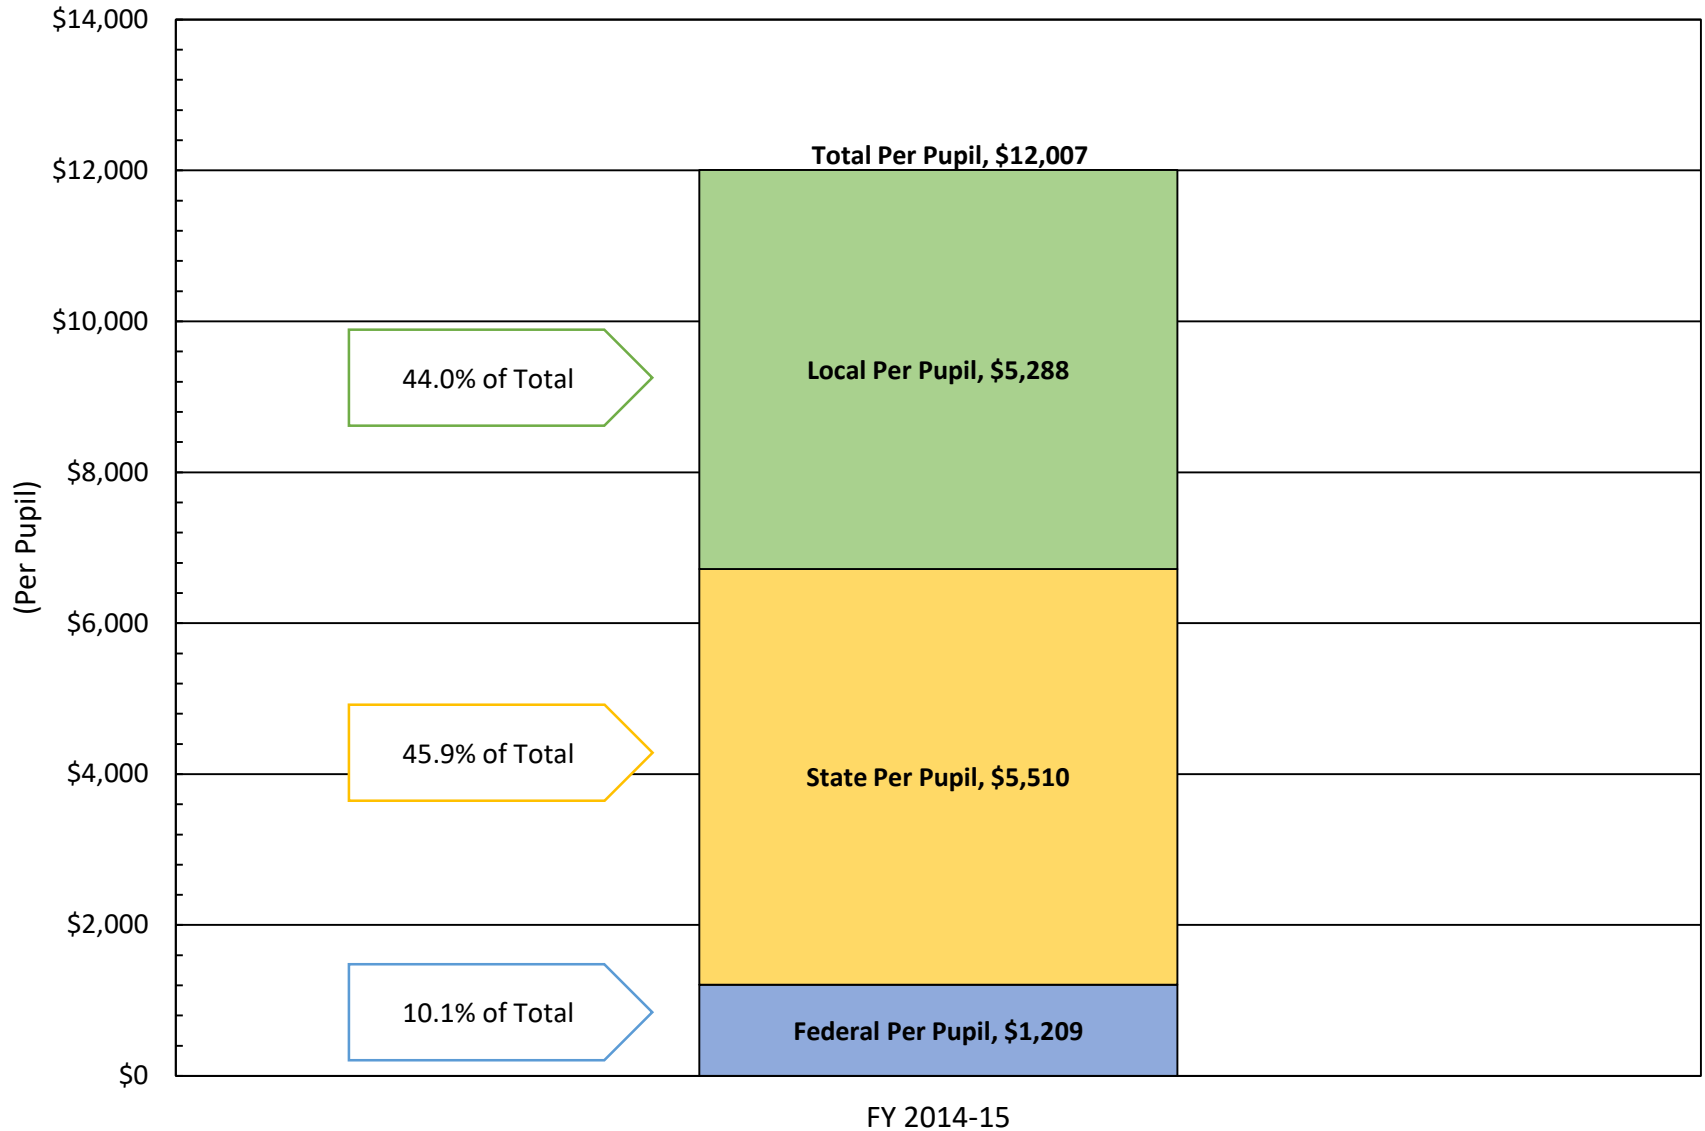 $14,000
Total Per Pupil, $12,007
$12,000
$10,000
44.0% of Total
Local Per Pupil, $5,288
$8,000
(Per Pupil)
$6,000
45.9% of Total
State Per Pupil, $5,510
$4,000
$2,000
10.1% of Total
Federal Per Pupil, $1,209
$0
FY 2014-15